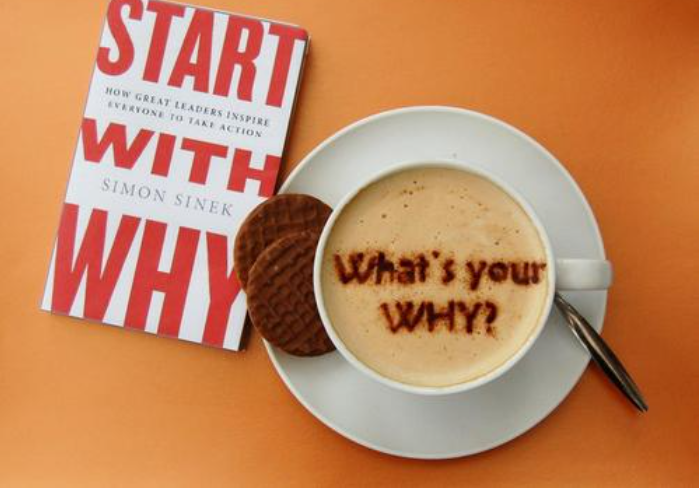 START
HOW GREAT LEADERS INSPIRE
EVERYONE TO TAKE ACTION
WITH
SIMON SINEK
WHY
What's your
WHY?